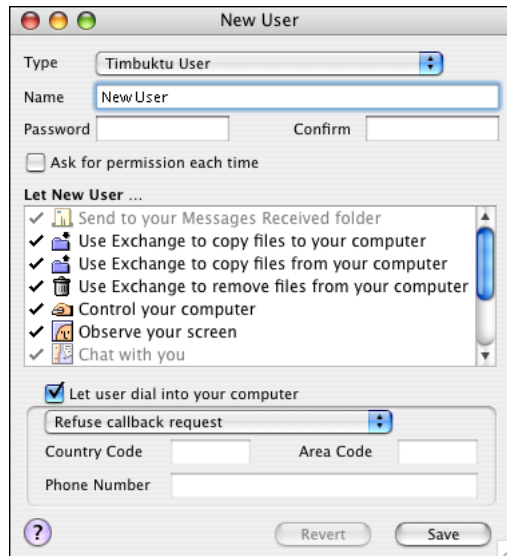 New User
Type Timbuktu User
Name New User
Password Confirm
Ask for permission each time
Let New User ...
Send to your Messages Received folder
Use Exchange to copy files to your computer
Use Exchange to copy files from your computer
Use Exchange to remove files from your computer
Control your computer
Observe your screen
Chat with you
Let user dial into your computer
Refuse callback request
Country Code Area Code
Phone Number
? Revert Save